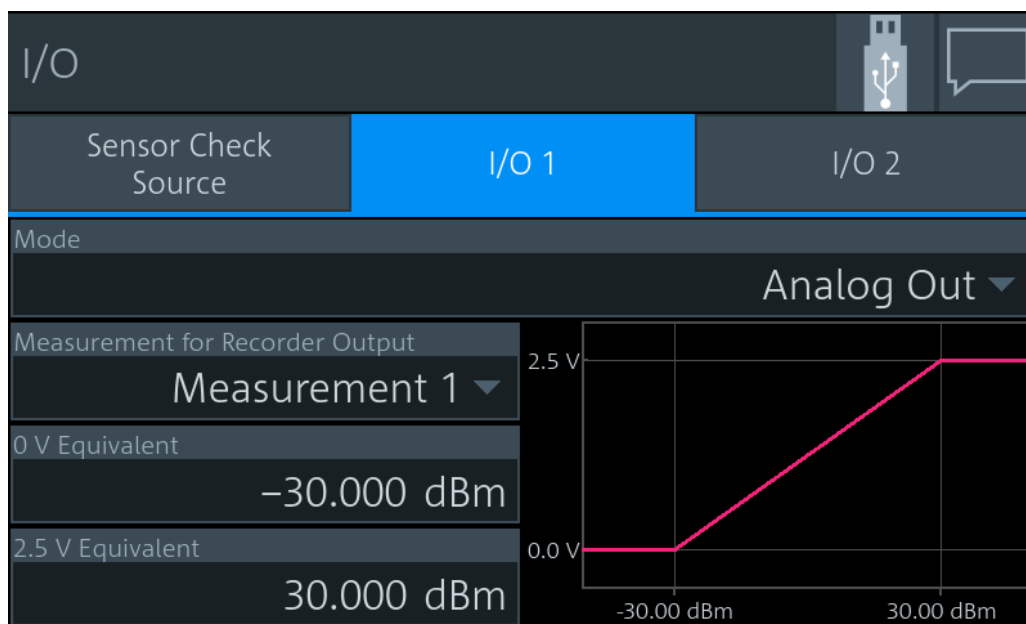 I/O
Sensor Check
Source
I/O 1
I/O 2
Mode
Analog Out
Measurement for Recorder Output
Measurement 1
0 V Equivalent
−30.000 dBm
2.5 V Equivalent
30.000 dBm
2.5 V
0.0 V
-30.00 dBm
30.00 dBm